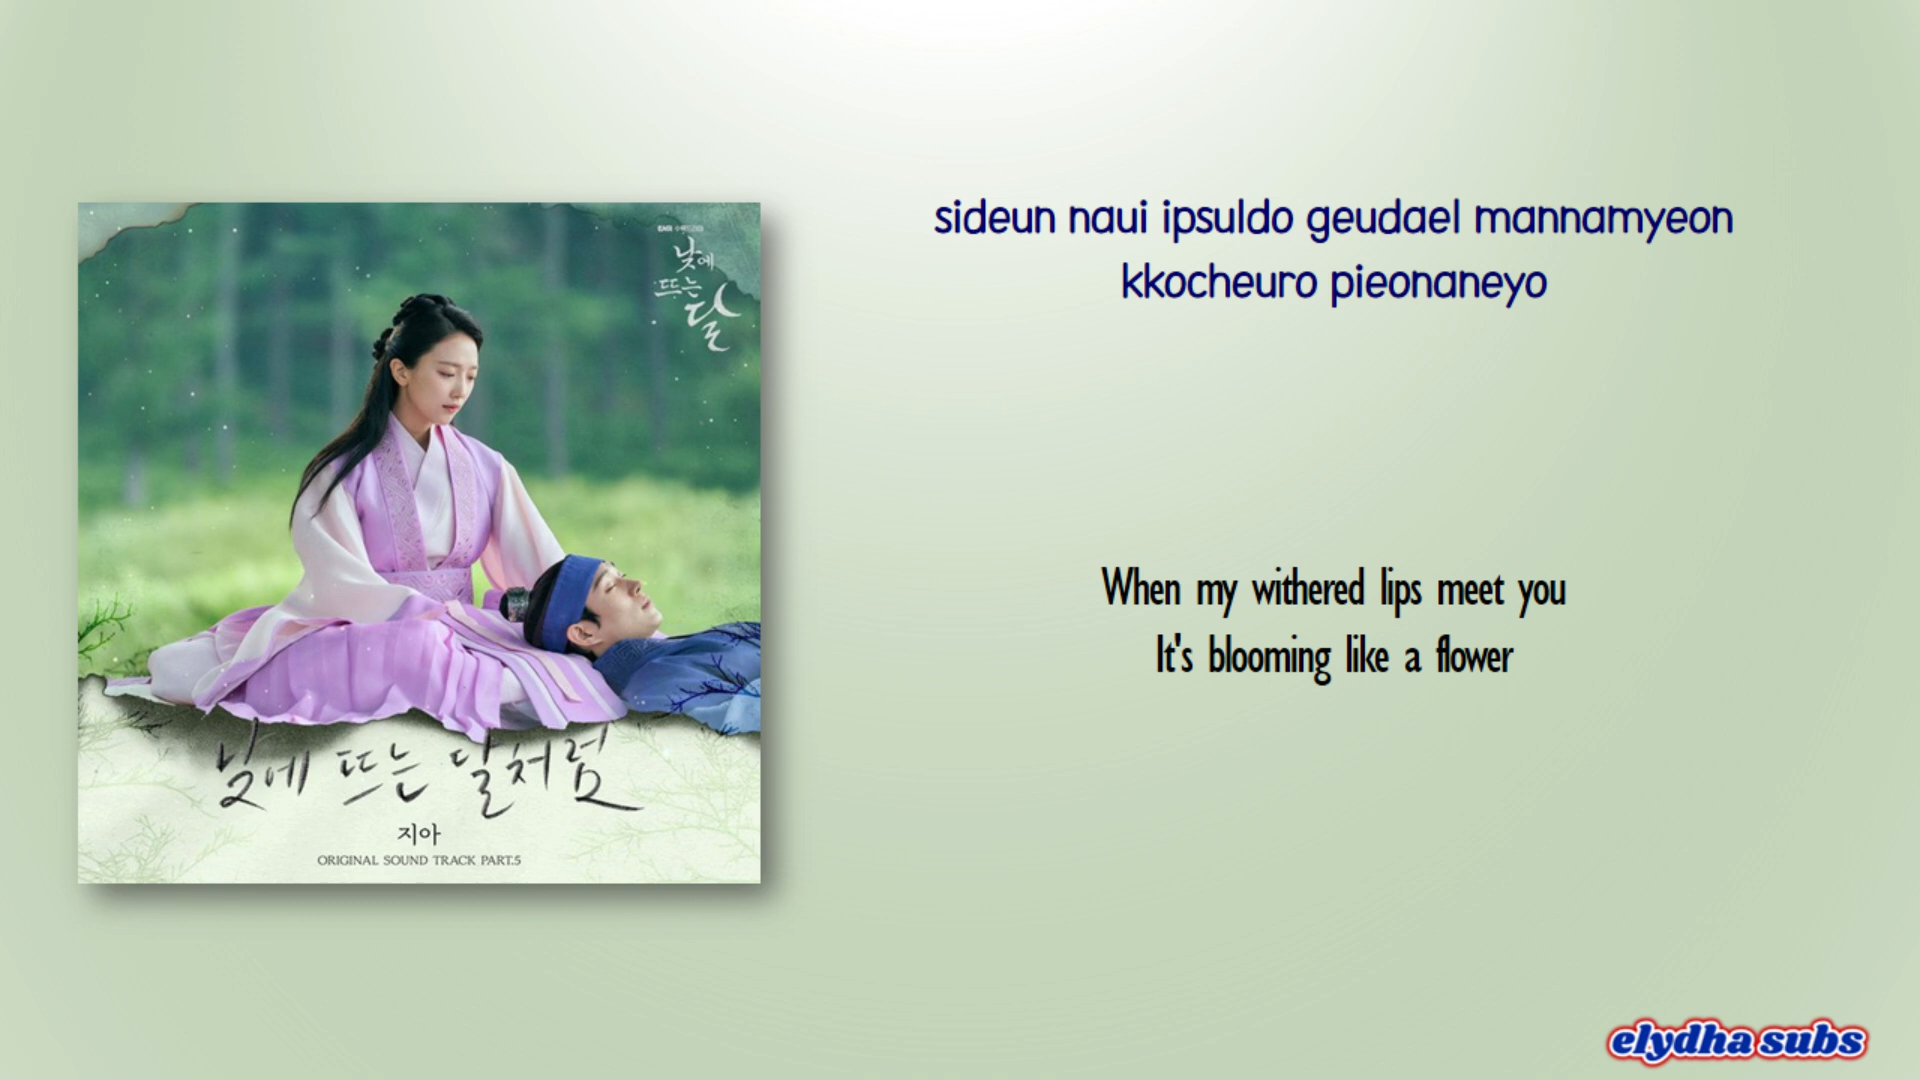 sideun naui ipsuldo geudael mannamyeon
kkocheuro pieonaneyo
낮에
뜨는
달
When my withered lips meet you
It's blooming like a flower
낮에 뜨는 달처럼
지아
ORIGINAL SOUND TRACK PART.5
elydha subs